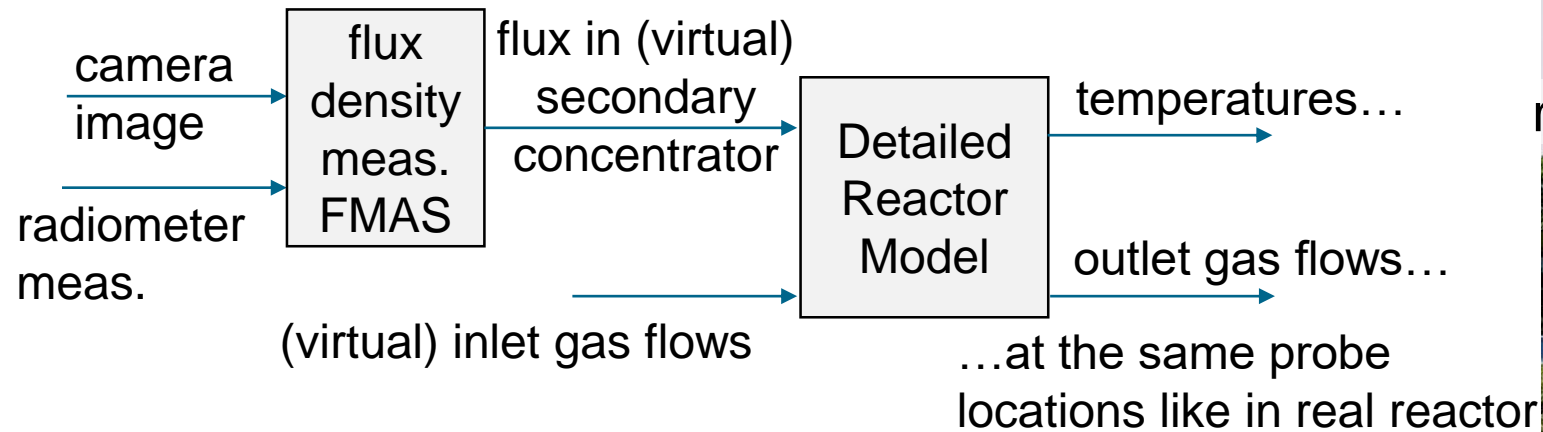 camera
image
radiometer
meas.
flux
density
meas.
FMAS
flux in (virtual)
secondary
concentrator
(virtual) inlet gas flows
Detailed
Reactor
Model
temperatures…
outlet gas flows…
…at the same probe
locations like in real reactor